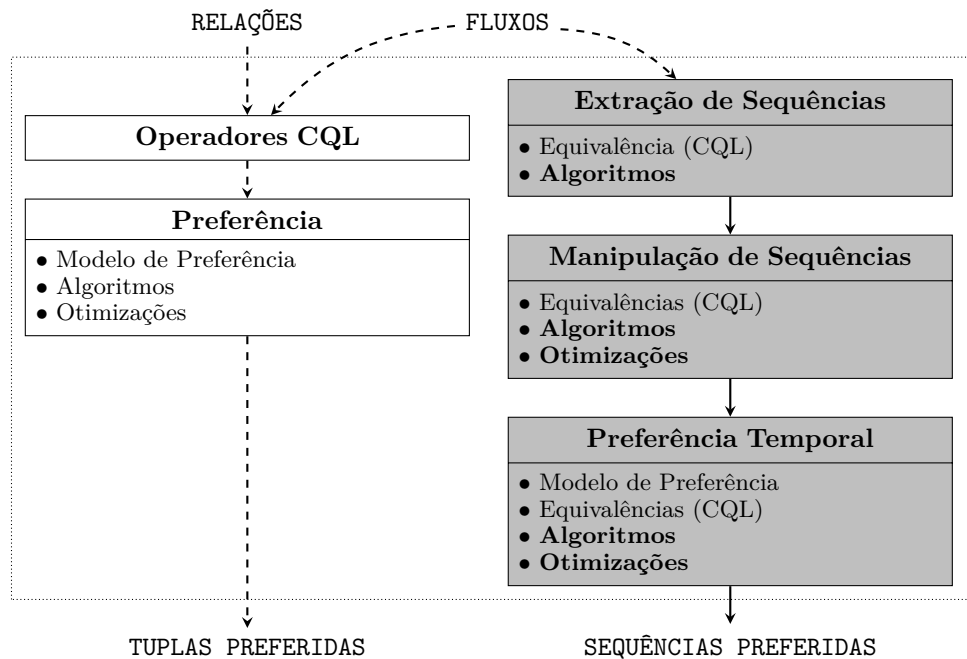 RELAÇÕES
FLUXOS
Operadores CQL
Preferência
• Modelo de Preferência
• Algoritmos
• Otimizações
Extração de Sequências
• Equivalência (CQL)
• Algoritmos
Manipulação de Sequências
• Equivalências (CQL)
• Algoritmos
• Otimizações
Preferência Temporal
• Modelo de Preferência
• Equivalências (CQL)
• Algoritmos
• Otimizações
TUPLAS PREFERIDAS
SEQUÊNCIAS PREFERIDAS